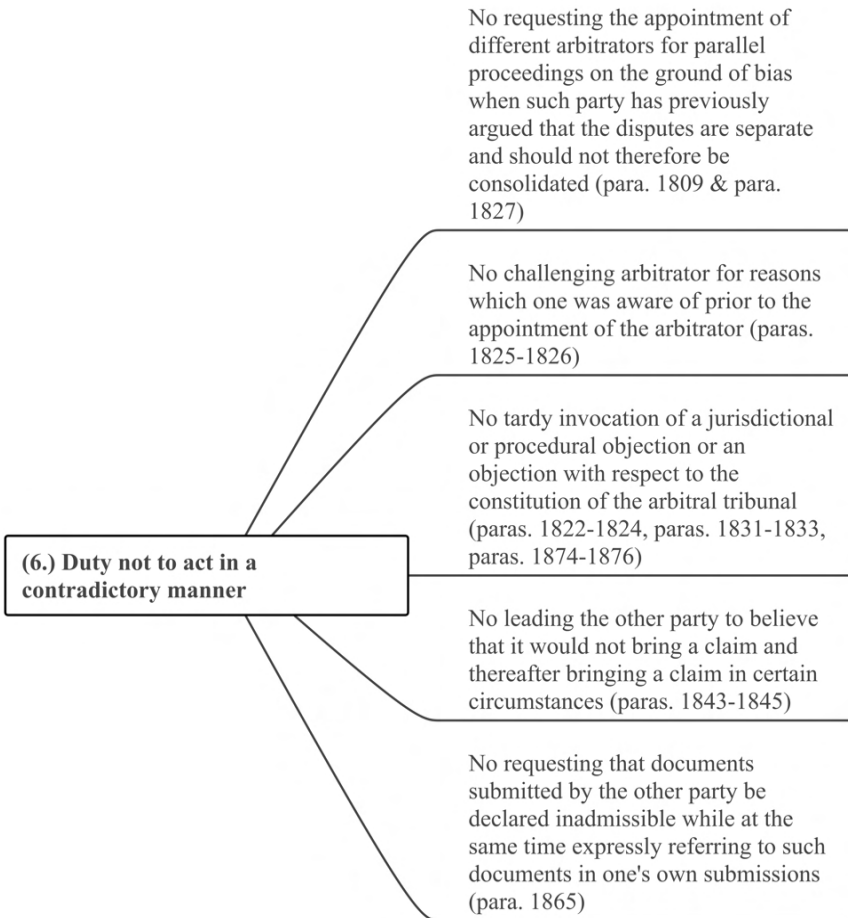 No requesting the appointment of
different arbitrators for parallel
proceedings on the ground of bias
when such party has previously
argued that the disputes are separate
and should not therefore be
consolidated (para. 1809 & para.
1827)
No challenging arbitrator for reasons
which one was aware of prior to the
appointment of the arbitrator (paras.
1825-1826)
No tardy invocation of a jurisdictional
or procedural objection or an
objection with respect to the
constitution of the arbitral tribunal
(paras. 1822-1824, paras. 1831-1833,
paras. 1874-1876)
(6.) Duty not to act in a
contradictory manner
No leading the other party to believe
that it would not bring a claim and
thereafter bringing a claim in certain
circumstances (paras. 1843-1845)
No requesting that documents
submitted by the other party be
declared inadmissible while at the
same time expressly referring to such
documents in one's own submissions
(para. 1865)